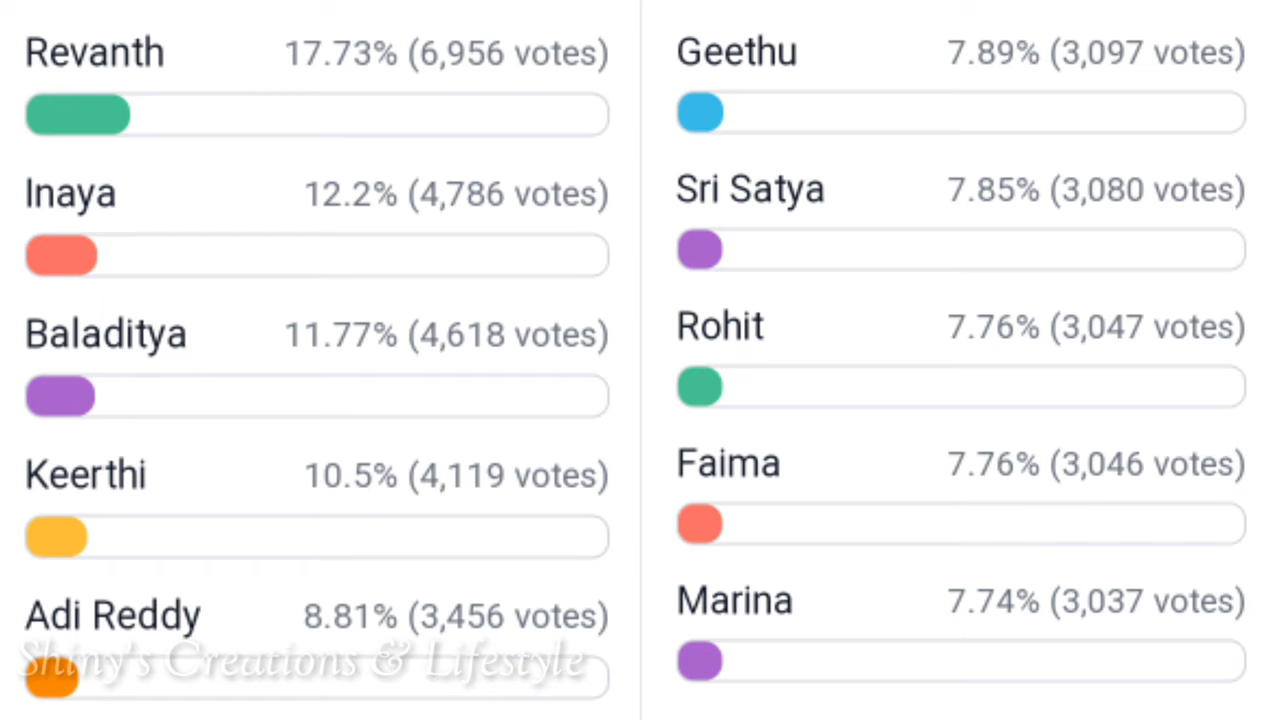 Revanth 17.73% (6,956 votes)
Inaya 12.2% (4,786 votes)
Baladitya 11.77% (4,618 votes)
Keerthi 10.5% (4,119 votes)
Adi Reddy 8.81% (3,456 votes)
Shiny's Creations & Lifestyle
Geethu 7.89% (3,097 votes)
Sri Satya 7.85% (3,080 votes)
Rohit 7.76% (3,047 votes)
Faima 7.76% (3,046 votes)
Marina 7.74% (3,037 votes)